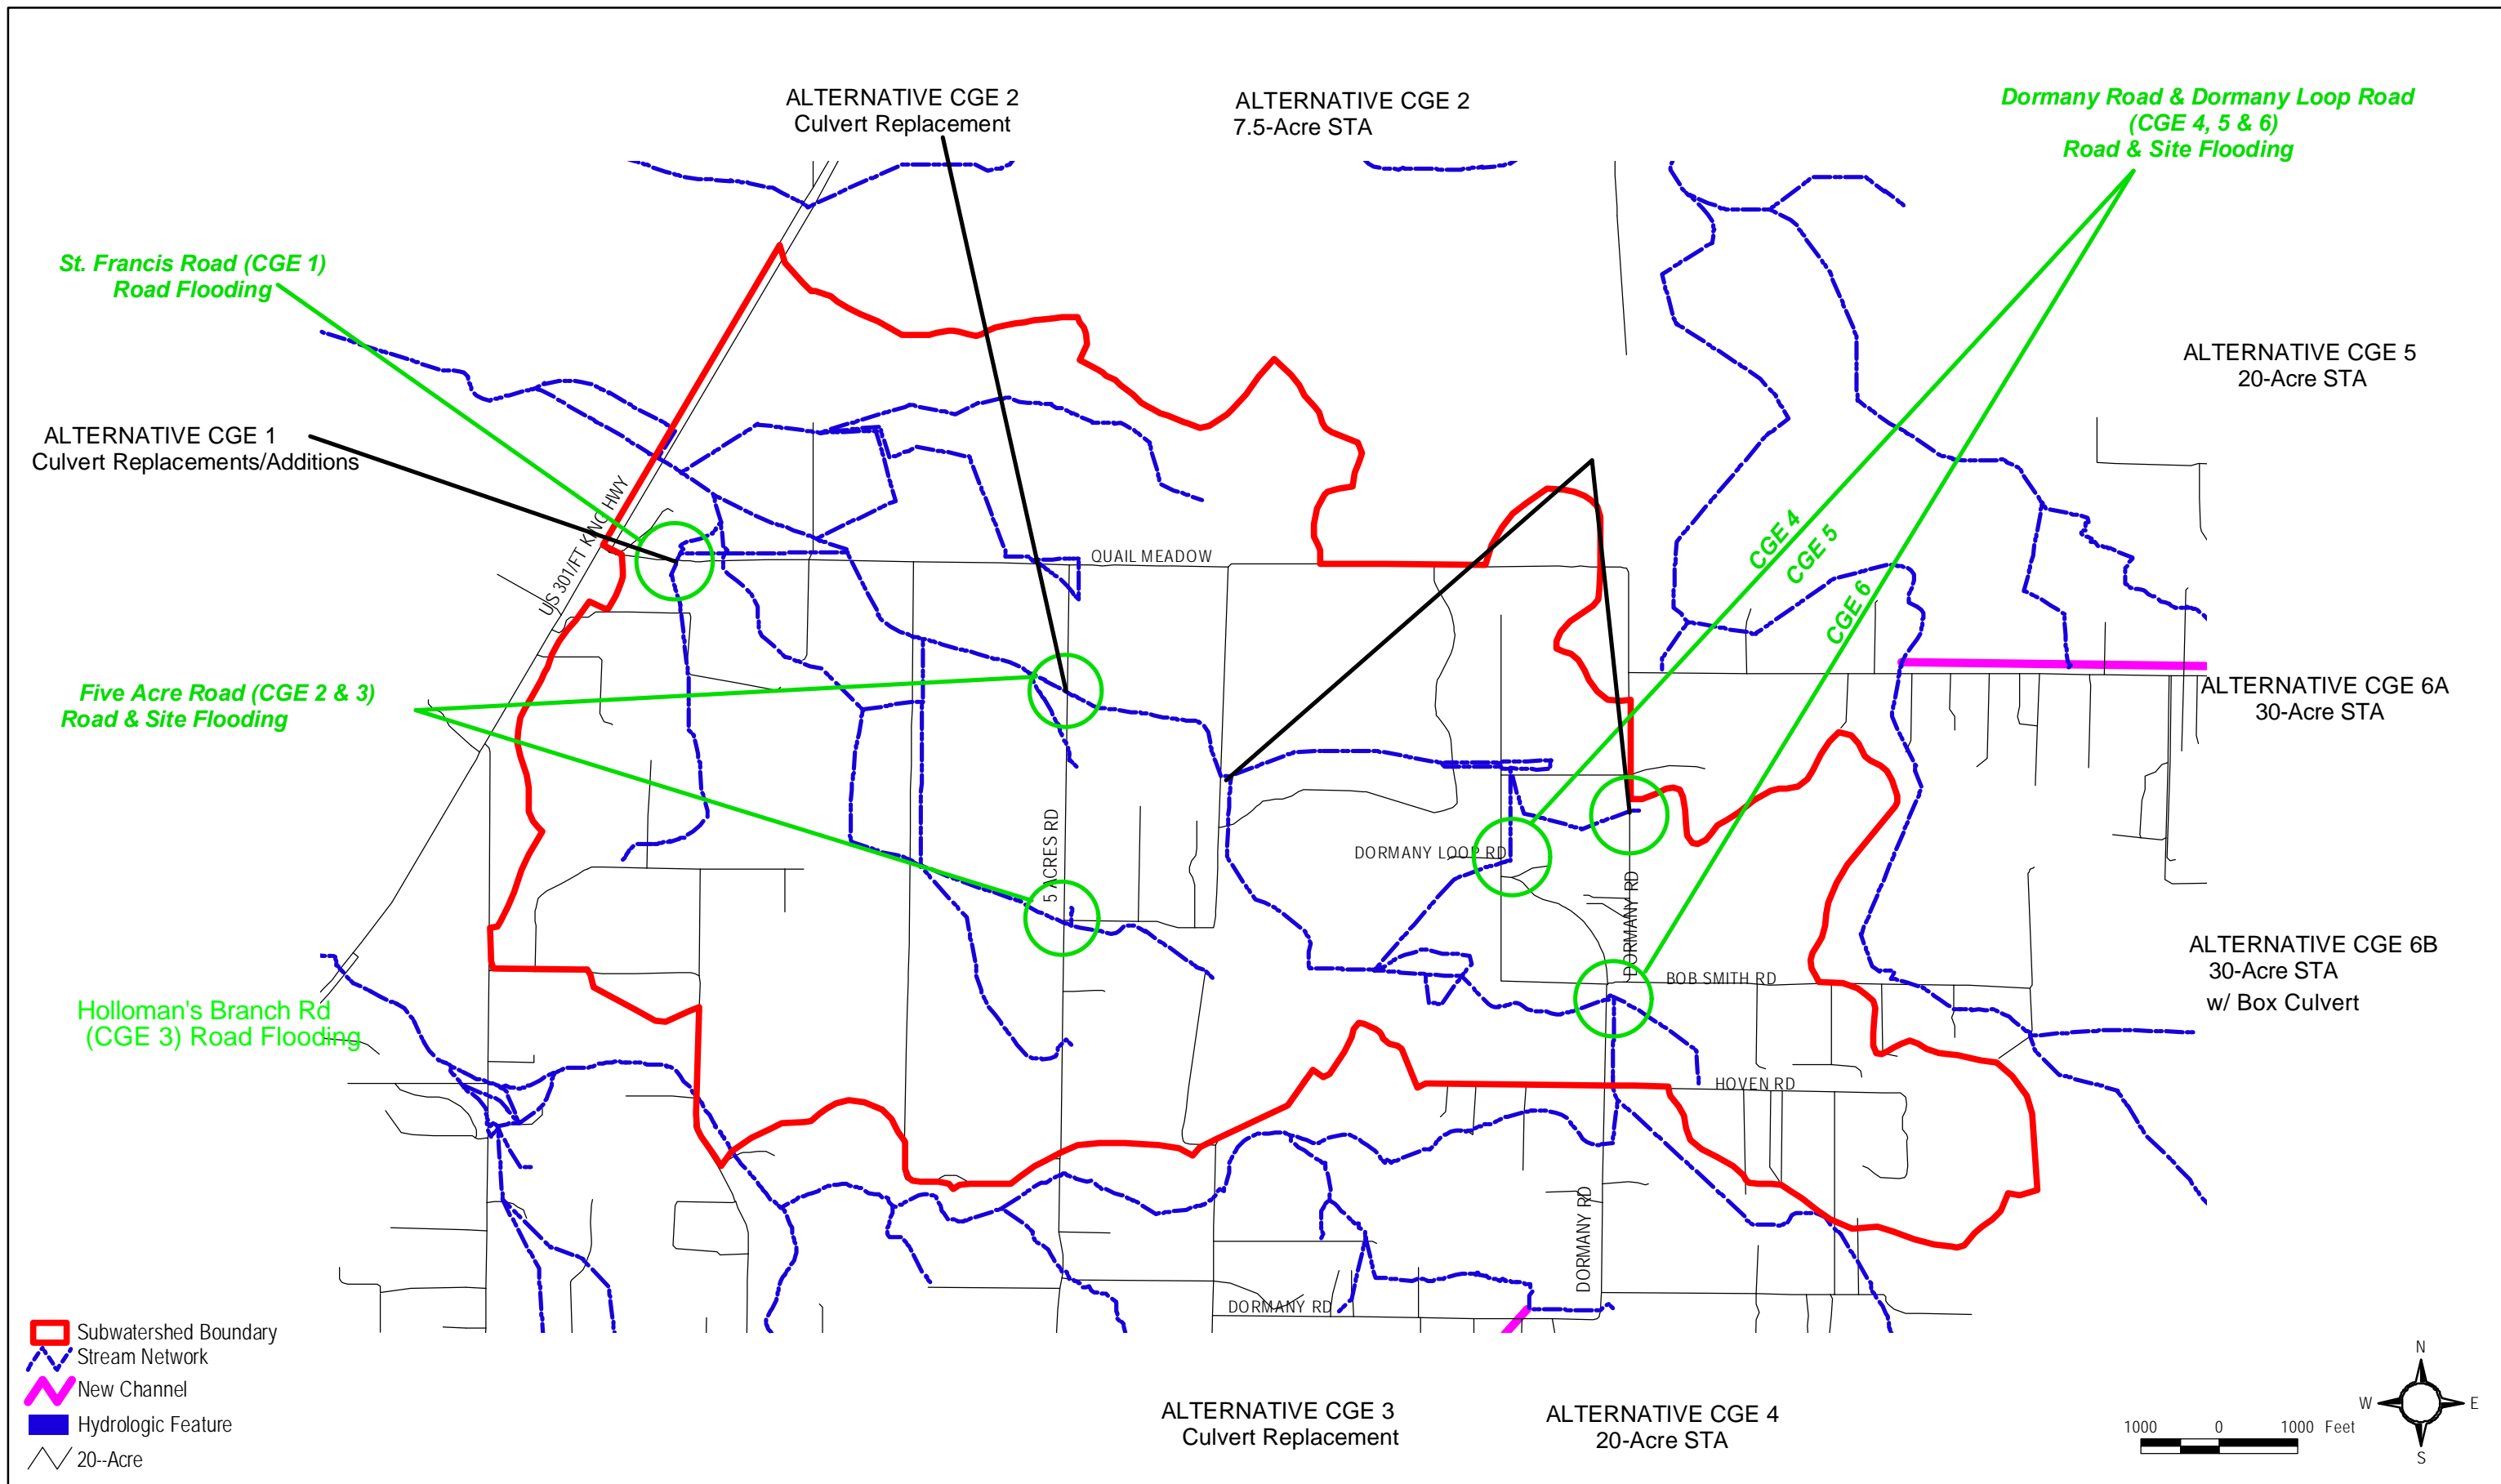 ALTERNATIVE CGE 2
Culvert Replacement
ALTERNATIVE CGE 2
7.5-Acre STA
Dormany Road & Dormany Loop Road
(CGE 4, 5 & 6)
Road & Site Flooding
St. Francis Road (CGE 1)
Road Flooding
ALTERNATIVE CGE 5
20-Acre STA
ALTERNATIVE CGE 1
Culvert Replacements/Additions
US 301/FT KING HWY
QUAIL MEADOW
CGE 4
CGE 5
CGE 6
Five Acre Road (CGE 2 & 3)
Road & Site Flooding
ALTERNATIVE CGE 6A
30-Acre STA
5 ACRES RD
DORMANY LOOP RD
DORMANY RD
BOB SMITH RD
ALTERNATIVE CGE 6B
30-Acre STA
w/ Box Culvert
Holloman's Branch Rd
(CGE 3) Road Flooding
HOVEN RD
DORMANY RD
DORMANY RD
Subwatershed Boundary
Stream Network
New Channel
Hydrologic Feature
20--Acre
ALTERNATIVE CGE 3
Culvert Replacement
ALTERNATIVE CGE 4
20-Acre STA
1000 0 1000 Feet
N
W E
S